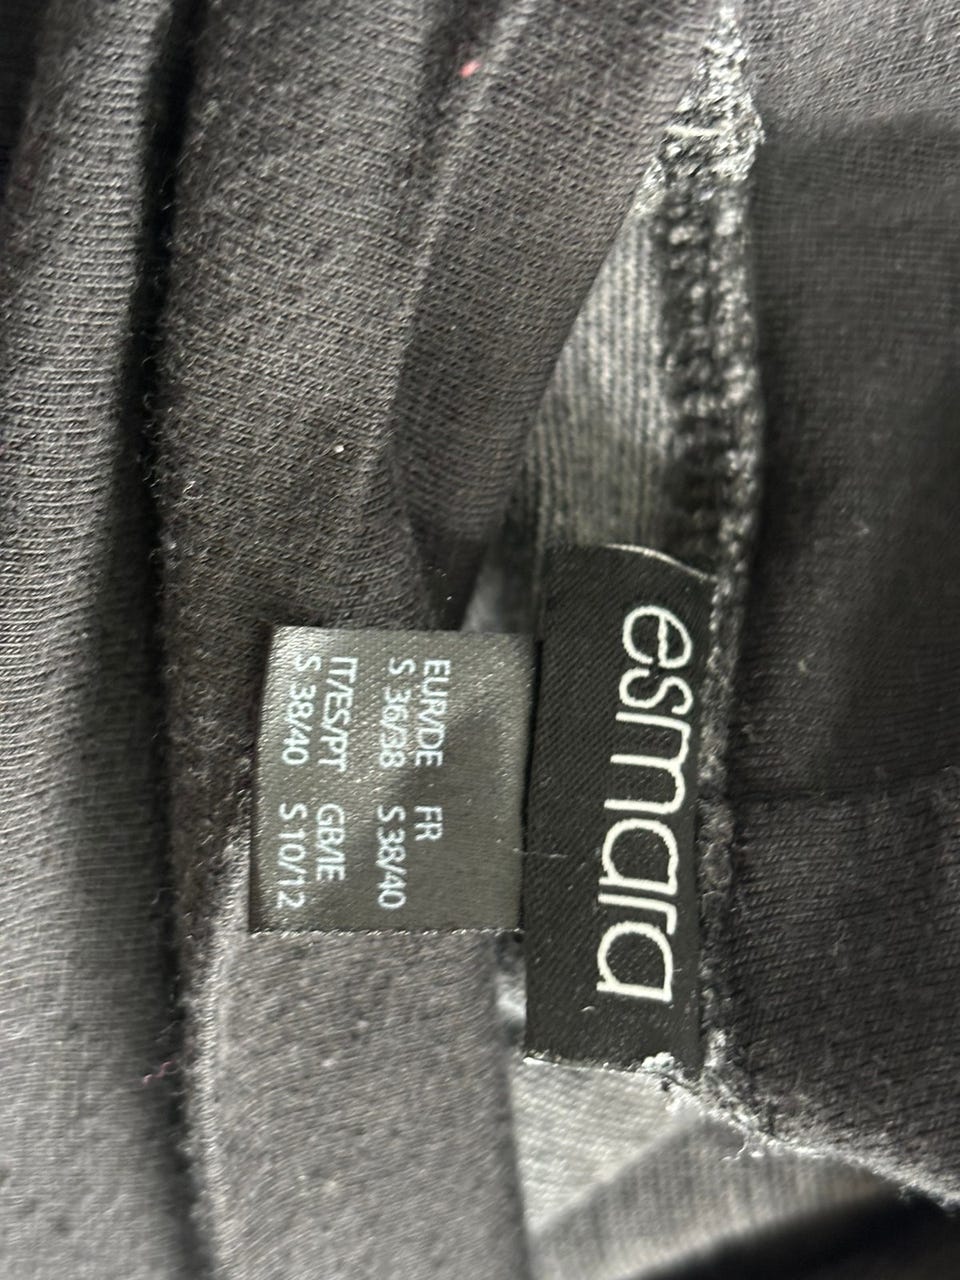 esmara
EUR/DE FR
S 36/38 S 38/40
IT/ES/PT GB/IE
S 38/40 S 10/12